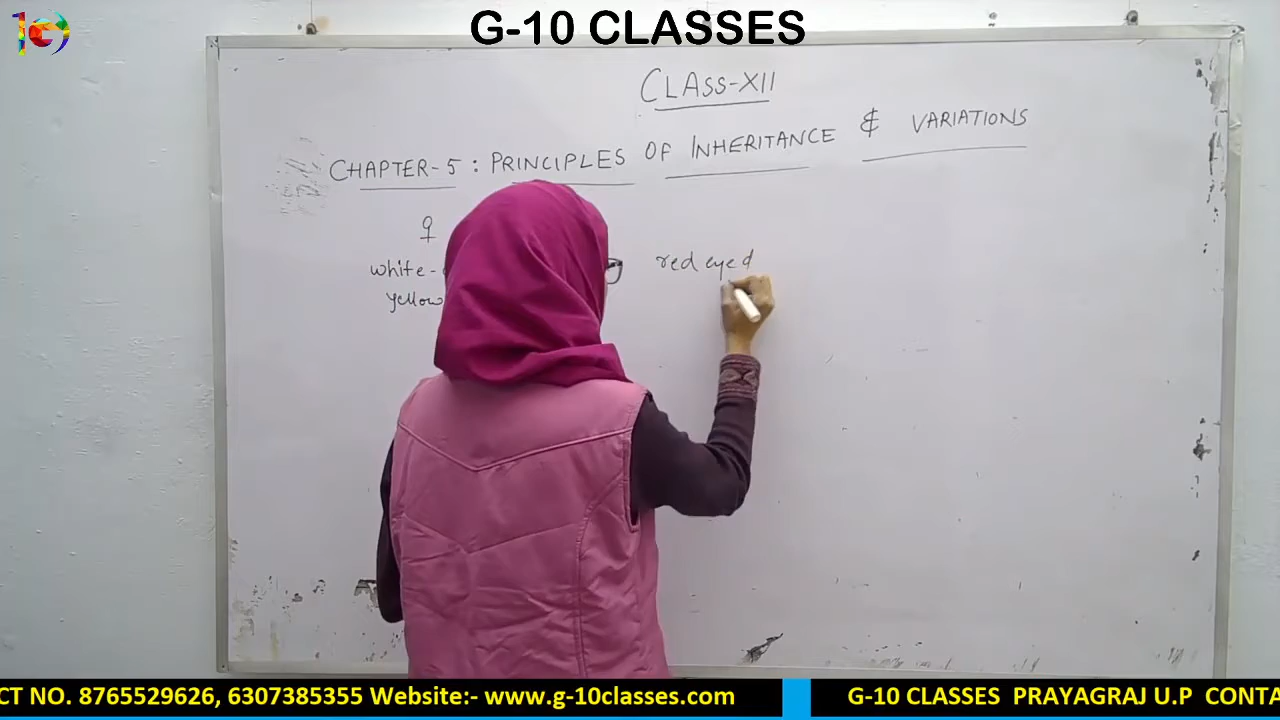 G-10 CLASSES
CLASS-XII
CHAPTER-5 : PRINCIPLES OF INHERITANCE & VARIATIONS
♀
white-
yellow
red eyed
CT NO. 8765529626, 6307385355 Website:- www.g-10classes.com G-10 CLASSES PRAYAGRAJ U.P CONTA